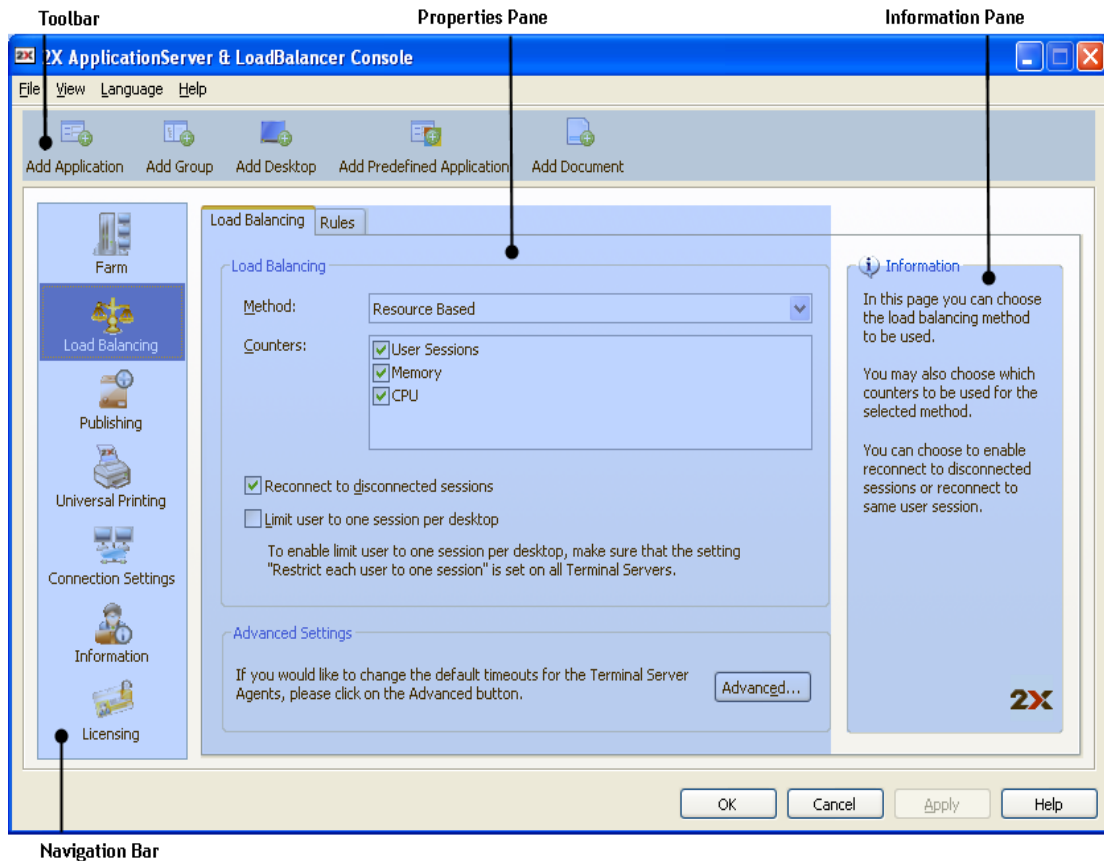 Toolbar
Properties Pane
Information Pane
2X
2X ApplicationServer & LoadBalancer Console
File View Language Help
Add Application
Add Group
Add Desktop
Add Predefined Application
Add Document
Farm
Load Balancing
Publishing
2X
Universal Printing
Connection Settings
Information
Licensing
Load Balancing
Rules
Load Balancing
Method:
Resource Based
Counters:
User Sessions
Memory
CPU
Reconnect to disconnected sessions
Limit user to one session per desktop
To enable limit user to one session per desktop, make sure that the setting
"Restrict each user to one session" is set on all Terminal Servers.
Advanced Settings
If you would like to change the default timeouts for the Terminal Server
Agents, please click on the Advanced button.
Advanced...
Information
In this page you can choose
the load balancing method
to be used.
You may also choose which
counters to be used for the
selected method.
You can choose to enable
reconnect to disconnected
sessions or reconnect to
same user session.
2X
OK
Cancel
Apply
Help
Navigation Bar